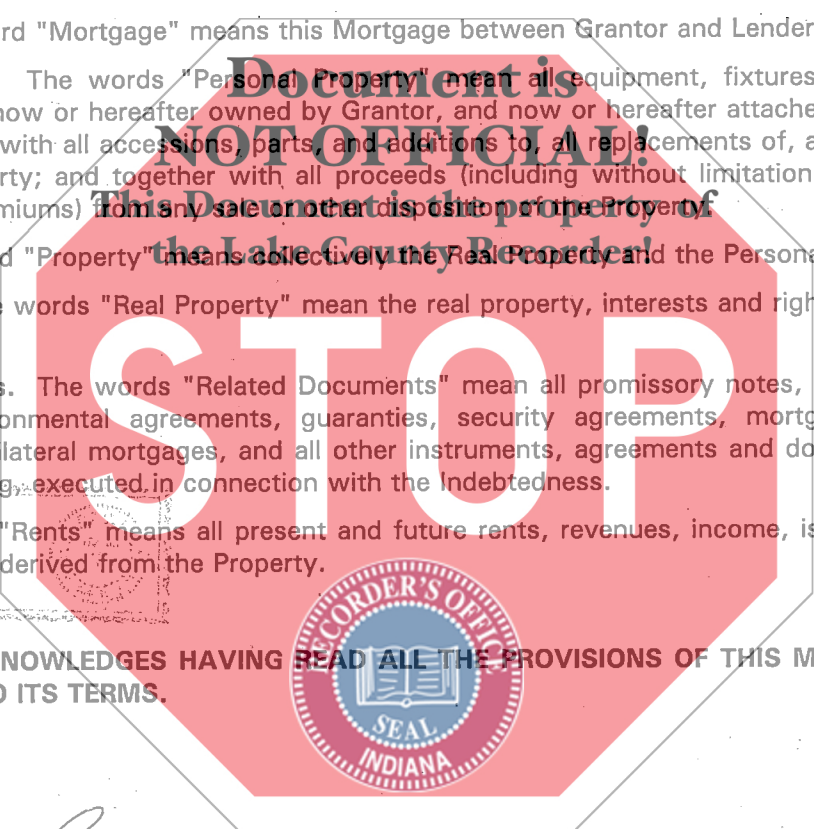 rd "Mortgage" means this Mortgage between Grantor and Lender
The words "Personal Property" mean all equipment, fixtures
now or hereafter owned by Grantor, and now or hereafter attache
with all accessions, parts, and additions to, all replacements of, a
rty; and together with all proceeds (including without limitation
miums) from any sale or other disposition of the Property.
d "Property" means collectively the Real Property and the Persona
e words "Real Property" mean the real property, interests and righ
s. The words "Related Documents" mean all promissory notes,
onmental agreements, guaranties, security agreements, mortg
llateral mortgages, and all other instruments, agreements and do
g, executed in connection with the Indebtedness.
"Rents" means all present and future rents, revenues, income, is
derived from the Property.
NOWLEDGES HAVING READ ALL THE PROVISIONS OF THIS M
O ITS TERMS.
Document is
NOT OFFICIAL!
This Document is the property of
the Lake County Recorder!
STOP
RECORDER'S OFFICE
SEAL
INDIANA